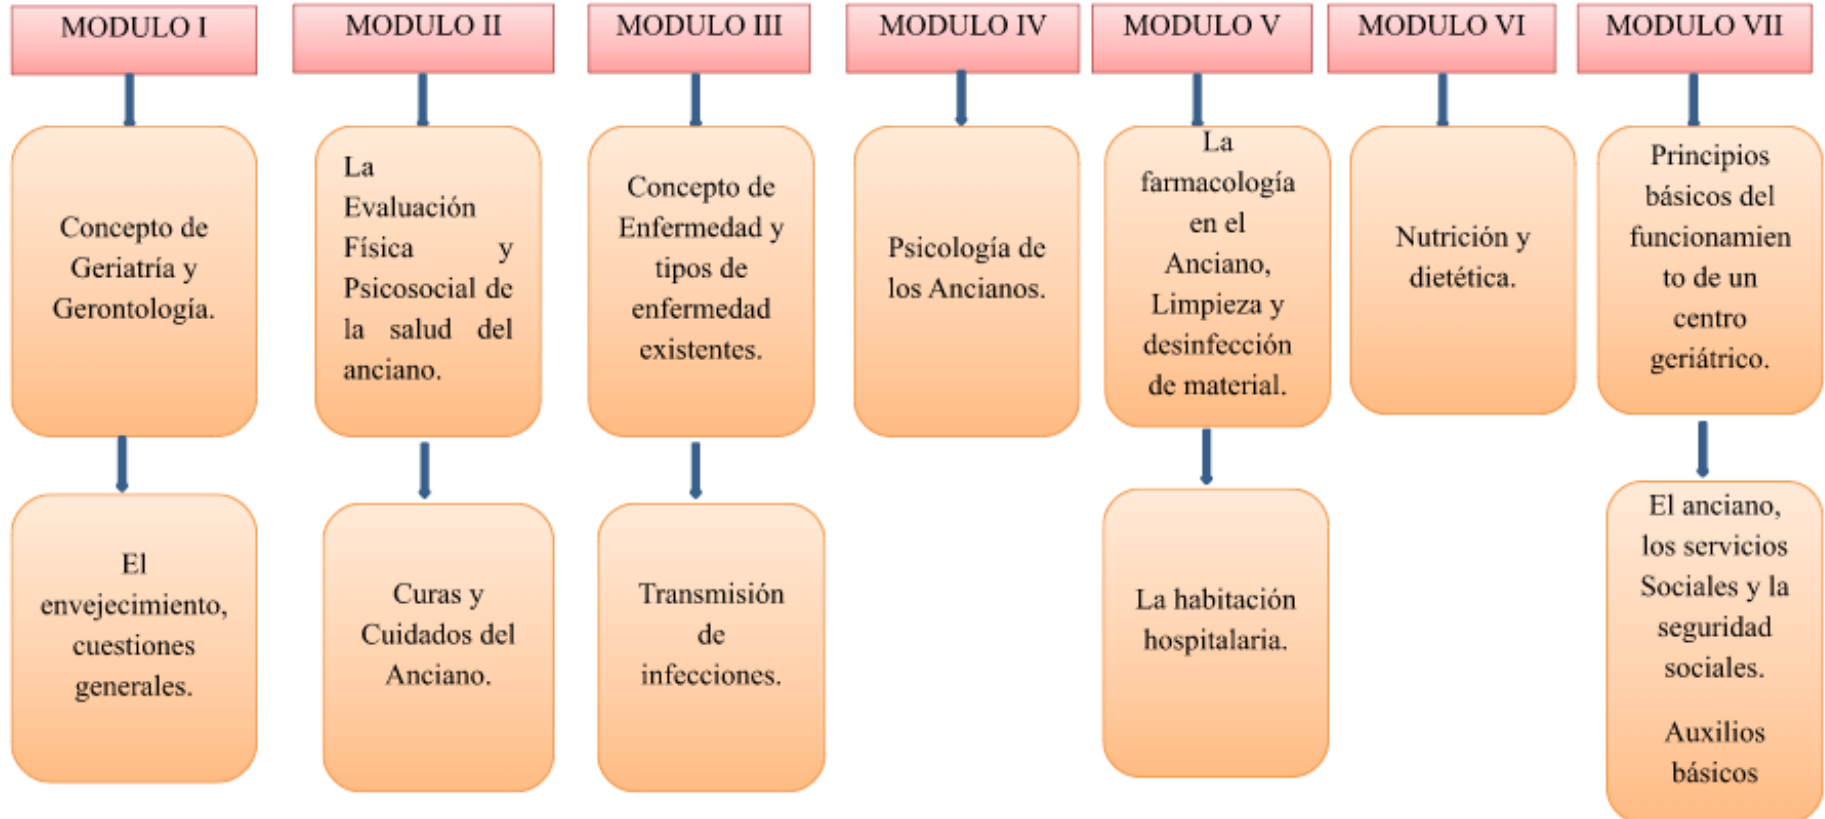 MODULO I
MODULO II
MODULO III
MODULO IV
MODULO V
MODULO VI
MODULO VII
Concepto de
Geriatría y
Gerontología.
La
Evaluación
Física y
Psicosocial de
la salud del
anciano.
Concepto de
Enfermedad y
tipos de
enfermedad
existentes.
Psicología de
los Ancianos.
La
farmacología
en el
Anciano,
Limpieza y
desinfección
de material.
Nutrición y
dietética.
Principios
básicos del
funcionamien
to de un
centro
geriátrico.
El
envejecimiento,
cuestiones
generales.
Curas y
Cuidados del
Anciano.
Transmisión
de
infecciones.
La habitación
hospitalaria.
El anciano,
los servicios
Sociales y la
seguridad
sociales.
Auxilios
básicos